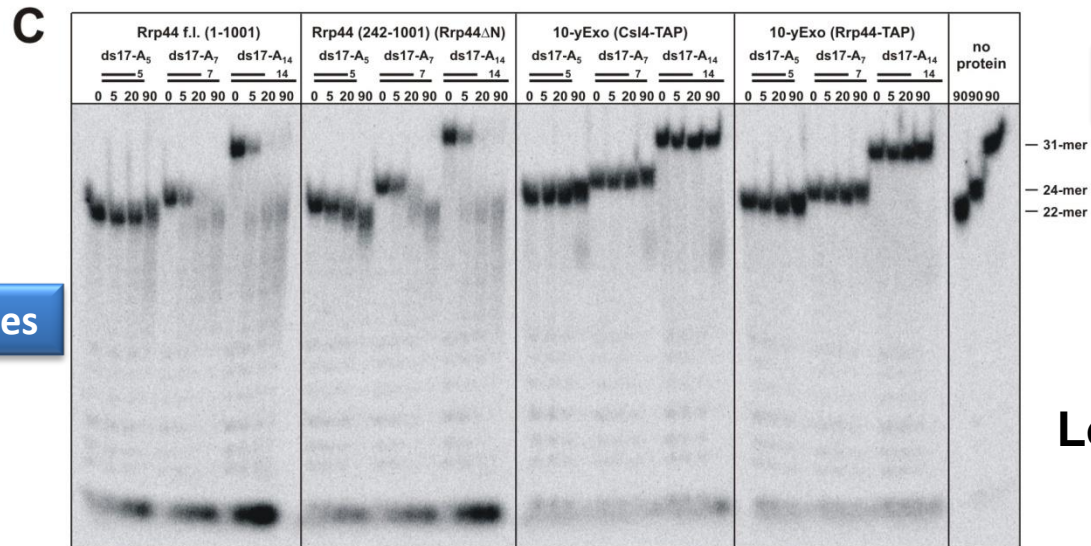 C
Rrp44 f.l. (1-1001) Rrp44 (242-1001) (Rrp44ΔN) 10-yExo (Csl4-TAP) 10-yExo (Rrp44-TAP) no protein
ds17-A5 ds17-A7 ds17-A14 ds17-A5 ds17-A7 ds17-A14 ds17-A5 ds17-A7 ds17-A14 ds17-A5 ds17-A7 ds17-A14
5 7 14 5 7 14 5 7 14 5 7 14
0 5 20 90 0 5 20 90 0 5 20 90 0 5 20 90 0 5 20 90 0 5 20 90 0 5 20 90 0 5 20 90 0 5 20 90 0 5 20 90 0 5 20 90 0 5 20 90 90 90 90
31-mer
24-mer
22-mer
es
Le